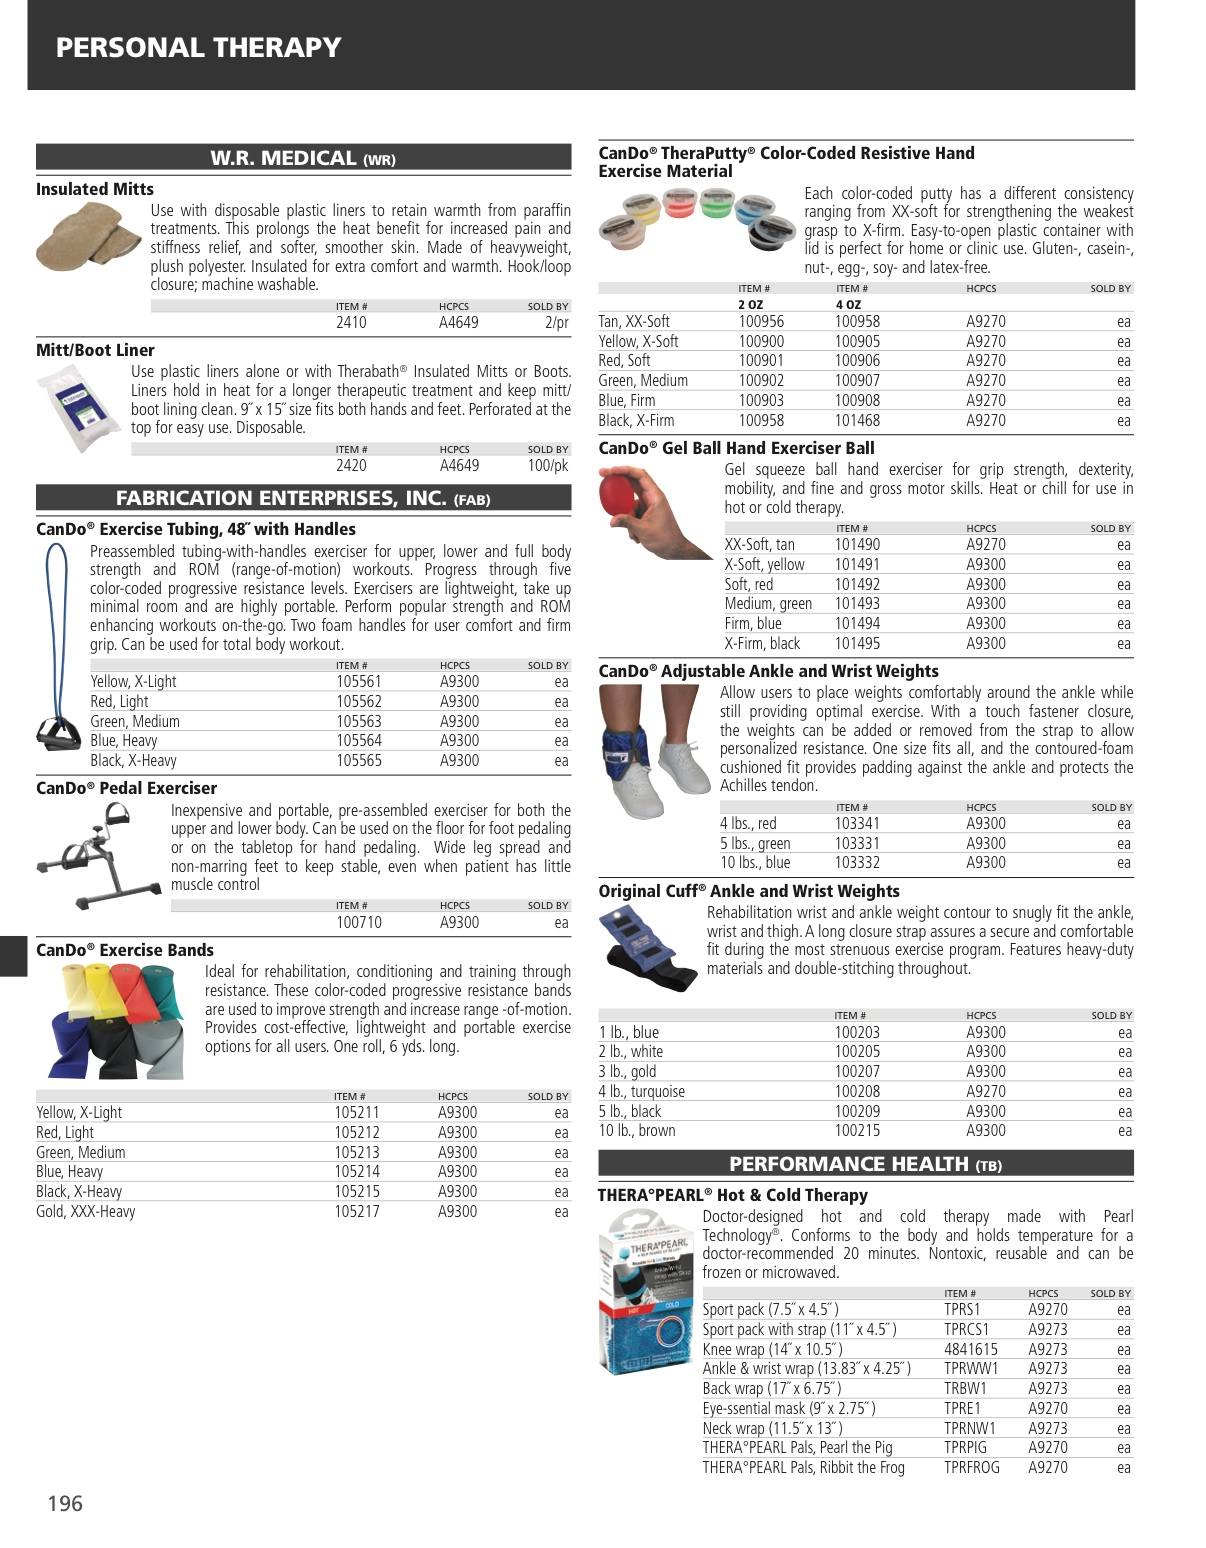 PERSONAL THERAPY
W.R. MEDICAL (WR)
Insulated Mitts
Use with disposable plastic liners to retain warmth from paraffin
treatments. This prolongs the heat benefit for increased pain and
stiffness relief, and softer, smoother skin. Made of heavyweight,
plush polyester. Insulated for extra comfort and warmth. Hook/loop
closure; machine washable.
ITEM # HCPCS SOLD BY
2410 A4649 2/pr
Mitt/Boot Liner
Use plastic liners alone or with Therabath® Insulated Mitts or Boots.
Liners hold in heat for a longer therapeutic treatment and keep mitt/
boot lining clean. 9˝ x 15˝ size fits both hands and feet. Perforated at the
top for easy use. Disposable.
ITEM # HCPCS SOLD BY
2420 A4649 100/pk
FABRICATION ENTERPRISES, INC. (FAB)
CanDo® Exercise Tubing, 48˝ with Handles
Preassembled tubing-with-handles exerciser for upper, lower and full body
strength and ROM (range-of-motion) workouts. Progress through five
color-coded progressive resistance levels. Exercisers are lightweight, take up
minimal room and are highly portable. Perform popular strength and ROM
enhancing workouts on-the-go. Two foam handles for user comfort and firm
grip. Can be used for total body workout.
ITEM # HCPCS SOLD BY
Yellow, X-Light 105561 A9300 ea
Red, Light 105562 A9300 ea
Green, Medium 105563 A9300 ea
Blue, Heavy 105564 A9300 ea
Black, X-Heavy 105565 A9300 ea
CanDo® Pedal Exerciser
Inexpensive and portable, pre-assembled exerciser for both the
upper and lower body. Can be used on the floor for foot pedaling
or on the tabletop for hand pedaling. Wide leg spread and
non-marring feet to keep stable, even when patient has little
muscle control
ITEM # HCPCS SOLD BY
100710 A9300 ea
CanDo® Exercise Bands
Ideal for rehabilitation, conditioning and training through
resistance. These color-coded progressive resistance bands
are used to improve strength and increase range -of-motion.
Provides cost-effective, lightweight and portable exercise
options for all users. One roll, 6 yds. long.
ITEM # HCPCS SOLD BY
Yellow, X-Light 105211 A9300 ea
Red, Light 105212 A9300 ea
Green, Medium 105213 A9300 ea
Blue, Heavy 105214 A9300 ea
Black, X-Heavy 105215 A9300 ea
Gold, XXX-Heavy 105217 A9300 ea
CanDo® TheraPutty® Color-Coded Resistive Hand
Exercise Material
Each color-coded putty has a different consistency
ranging from XX-soft for strengthening the weakest
grasp to X-firm. Easy-to-open plastic container with
lid is perfect for home or clinic use. Gluten-, casein-,
nut-, egg-, soy- and latex-free.
ITEM # ITEM # HCPCS SOLD BY
2 OZ 4 OZ
Tan, XX-Soft 100956 100958 A9270 ea
Yellow, X-Soft 100900 100905 A9270 ea
Red, Soft 100901 100906 A9270 ea
Green, Medium 100902 100907 A9270 ea
Blue, Firm 100903 100908 A9270 ea
Black, X-Firm 100958 101468 A9270 ea
CanDo® Gel Ball Hand Exerciser Ball
Gel squeeze ball hand exerciser for grip strength, dexterity,
mobility, and fine and gross motor skills. Heat or chill for use in
hot or cold therapy.
ITEM # HCPCS SOLD BY
XX-Soft, tan 101490 A9270 ea
X-Soft, yellow 101491 A9300 ea
Soft, red 101492 A9300 ea
Medium, green 101493 A9300 ea
Firm, blue 101494 A9300 ea
X-Firm, black 101495 A9300 ea
CanDo® Adjustable Ankle and Wrist Weights
Allow users to place weights comfortably around the ankle while
still providing optimal exercise. With a touch fastener closure,
the weights can be added or removed from the strap to allow
personalized resistance. One size fits all, and the contoured-foam
cushioned fit provides padding against the ankle and protects the
Achilles tendon.
ITEM # HCPCS SOLD BY
4 lbs., red 103341 A9300 ea
5 lbs., green 103331 A9300 ea
10 lbs., blue 103332 A9300 ea
Original Cuff® Ankle and Wrist Weights
Rehabilitation wrist and ankle weight contour to snugly fit the ankle,
wrist and thigh. A long closure strap assures a secure and comfortable
fit during the most strenuous exercise program. Features heavy-duty
materials and double-stitching throughout.
ITEM # HCPCS SOLD BY
1 lb., blue 100203 A9300 ea
2 lb., white 100205 A9300 ea
3 lb., gold 100207 A9300 ea
4 lb., turquoise 100208 A9270 ea
5 lb., black 100209 A9300 ea
10 lb., brown 100215 A9300 ea
PERFORMANCE HEALTH (TB)
THERA°PEARL® Hot & Cold Therapy
Doctor-designed hot and cold therapy made with Pearl
Technology®. Conforms to the body and holds temperature for a
doctor-recommended 20 minutes. Nontoxic, reusable and can be
frozen or microwaved.
THERA°PEARL
Ankle/Wrist
Wrap with Strap
HOT COLD
ITEM # HCPCS SOLD BY
Sport pack (7.5˝ x 4.5˝ ) TPRS1 A9270 ea
Sport pack with strap (11˝ x 4.5˝ ) TPRCS1 A9273 ea
Knee wrap (14˝ x 10.5˝ ) 4841615 A9273 ea
Ankle & wrist wrap (13.83˝ x 4.25˝ ) TPRWW1 A9273 ea
Back wrap (17˝ x 6.75˝ ) TRBW1 A9273 ea
Eye-ssential mask (9˝ x 2.75˝ ) TPRE1 A9270 ea
Neck wrap (11.5˝ x 13˝ ) TPRNW1 A9273 ea
THERA°PEARL Pals, Pearl the Pig TPRPIG A9270 ea
THERA°PEARL Pals, Ribbit the Frog TPRFROG A9270 ea
196